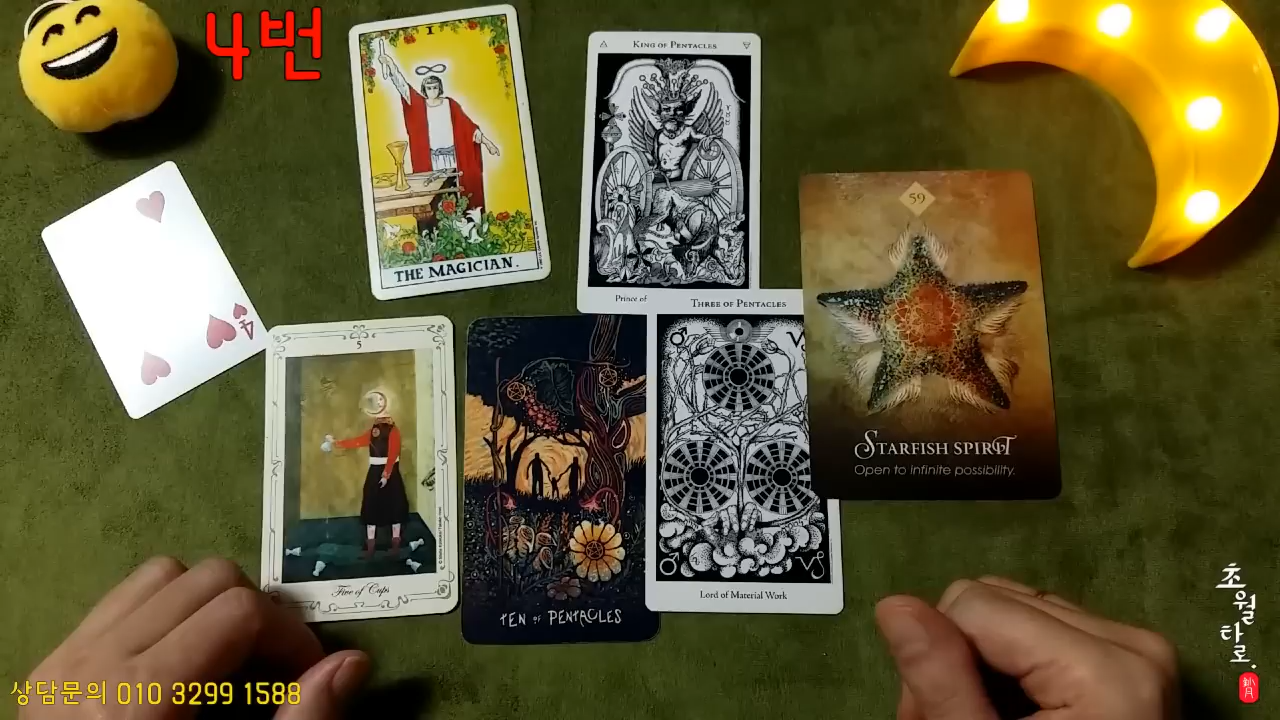 4번
I
THE MAGICIAN.
KING OF PENTACLES
59
STARFISH SPIRIT
Open to infinite possibility.
4
5
Five of Cups
TEN OF PENTACLES
Prince of
THREE OF PENTACLES
Lord of Material Work
상담문의 010 3299 1588
초월타로.